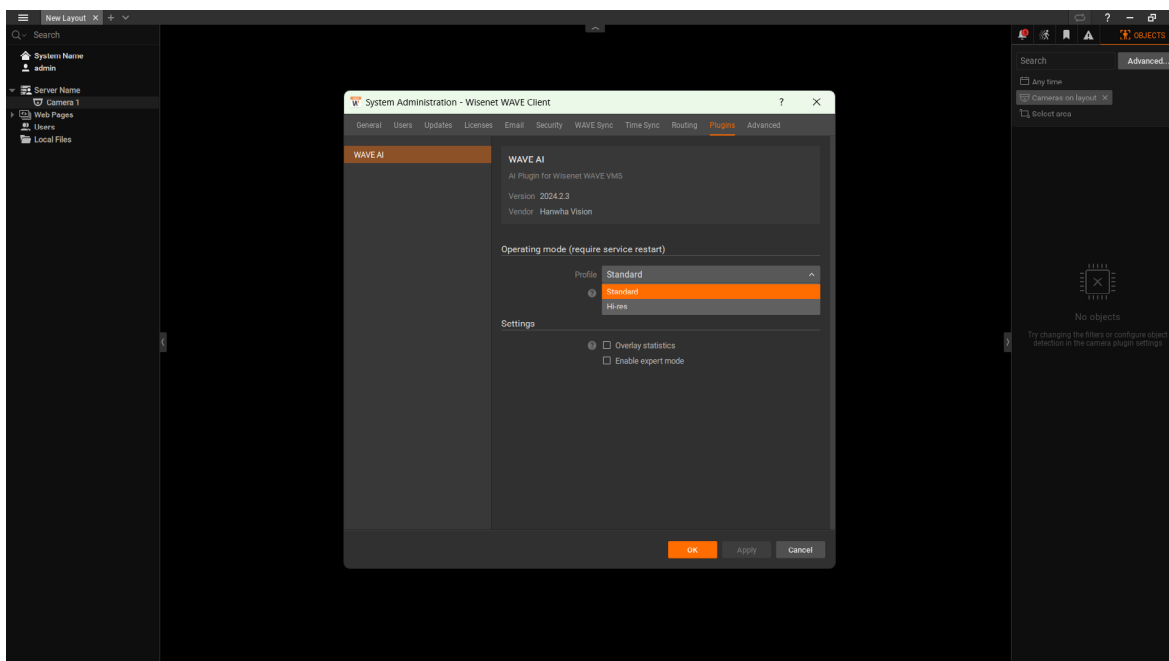 New Layout
Search
System Name
admin
Server Name
Camera 1
Web Pages
Users
Local Files
System Administration - Wisenet WAVE Client
General Users Updates Licenses Email Security WAVE Sync Time Sync Routing Plugins Advanced
WAVE AI
WAVE AI
AI Plugin for Wisenet WAVE VMS
Version 2024.2.3
Vendor Hanwha Vision
Operating mode (require service restart)
Profile Standard
Standard
Hi-res
Settings
Overlay statistics
Enable expert mode
OK Apply Cancel
OBJECTS
Search Advanced...
Any time
Cameras on layout
Select area
No objects
Try changing the filters or configure object
detection in the camera plugin settings